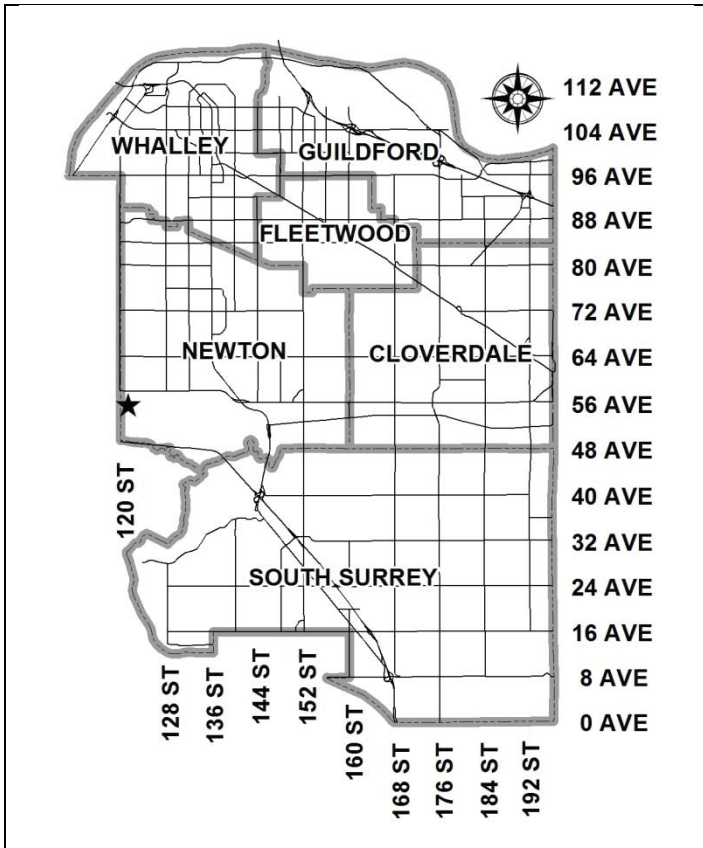 112 AVE
104 AVE
WHALLEY
GUILDFORD
96 AVE
88 AVE
FLEETWOOD
80 AVE
72 AVE
NEWTON
CLOVERDALE
64 AVE
56 AVE
48 AVE
120 ST
40 AVE
32 AVE
SOUTH SURREY
24 AVE
16 AVE
128 ST
136 ST
144 ST
152 ST
160 ST
8 AVE
0 AVE
168 ST
176 ST
184 ST
192 ST